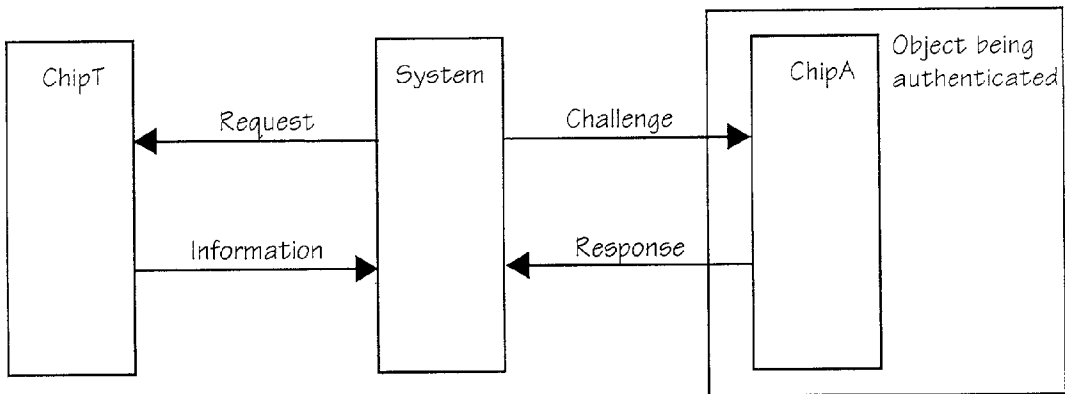 ChipT
System
ChipA
Object being
authenticated
Request
Challenge
Information
Response